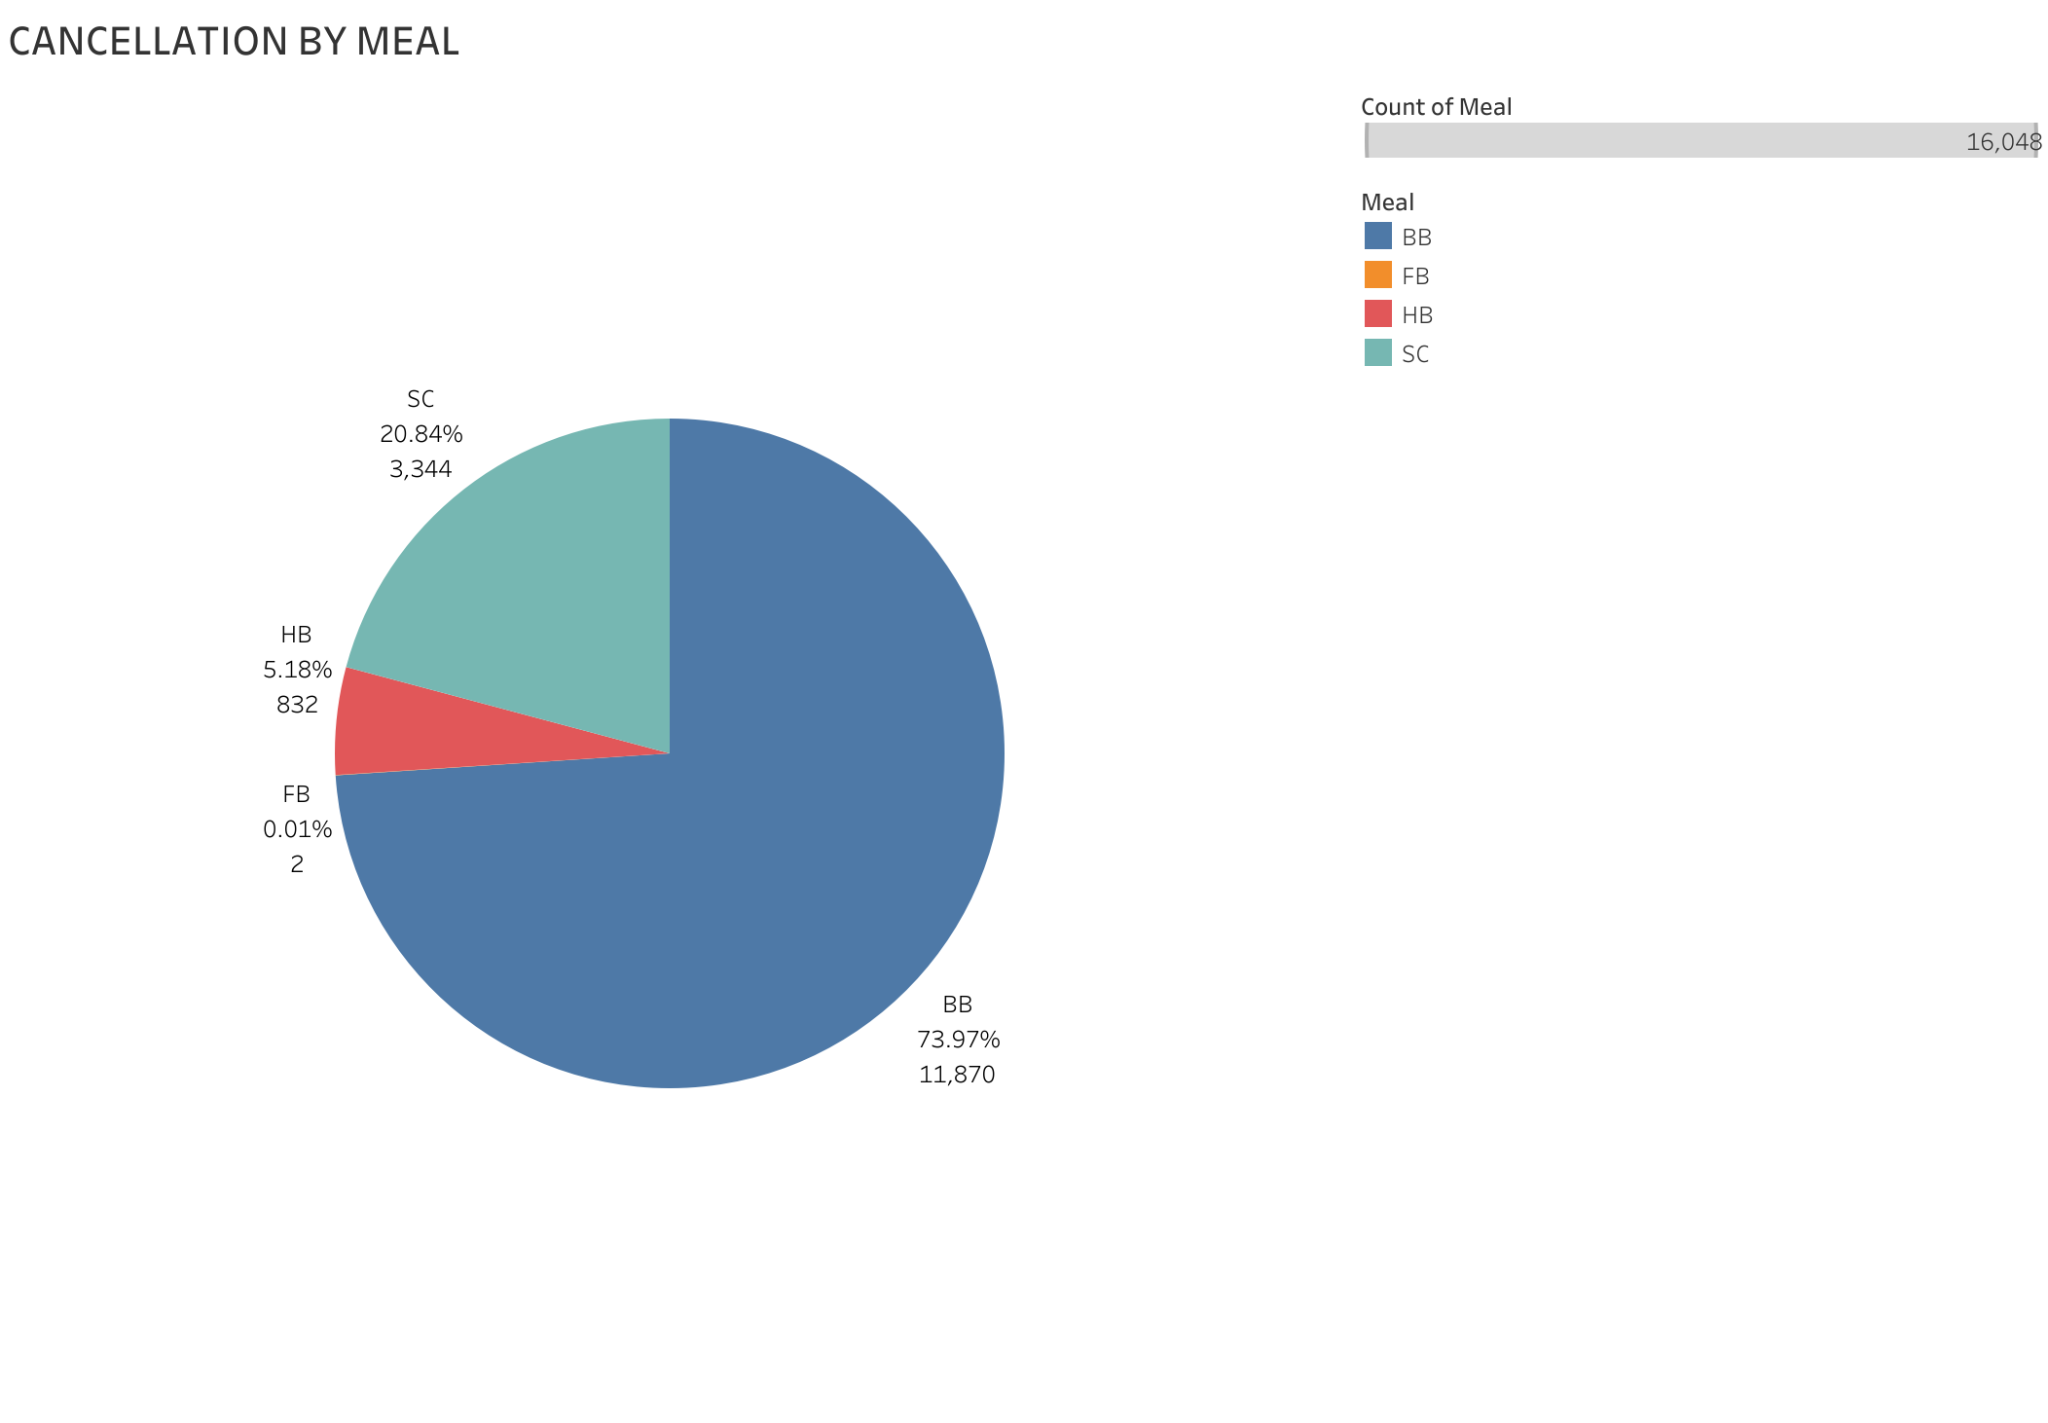 CANCELLATION BY MEAL
Count of Meal
16,048
Meal
BB
FB
HB
SC
SC
20.84%
3,344
HB
5.18%
832
FB
0.01%
2
BB
73.97%
11,870